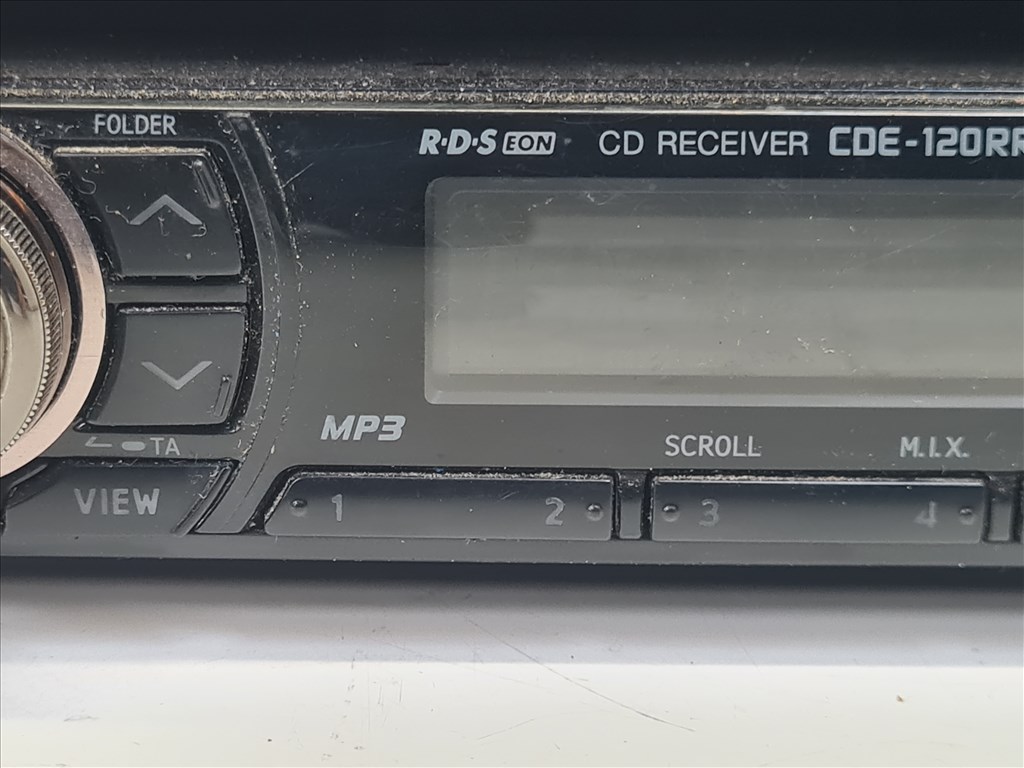 FOLDER
R·D·S EON CD RECEIVER CDE-120RR
MP3
TA
SCROLL M.I.X.
VIEW 1 2 3 4